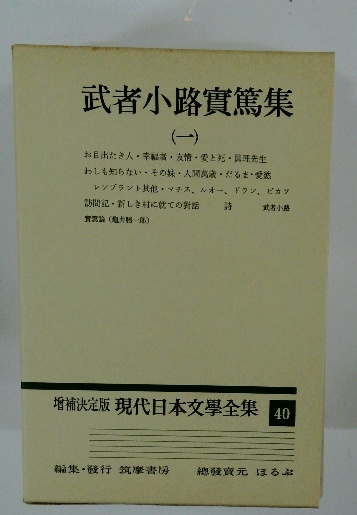 武者小路實篤集
(一)
お目出たき人・幸福者・友情・愛と死・眞理先生
わしも知らない・その妹・人間萬歳・だるま・愛慾
レンブラント其他・マチス、ルオー、ドラン、ピカソ
訪問記・新しき村に就ての對話　詩　武者小路
實篤論（龜井勝一郎）
増補決定版 現代日本文學全集 40
編集・發行 筑摩書房　總發賣元 ほるぷ